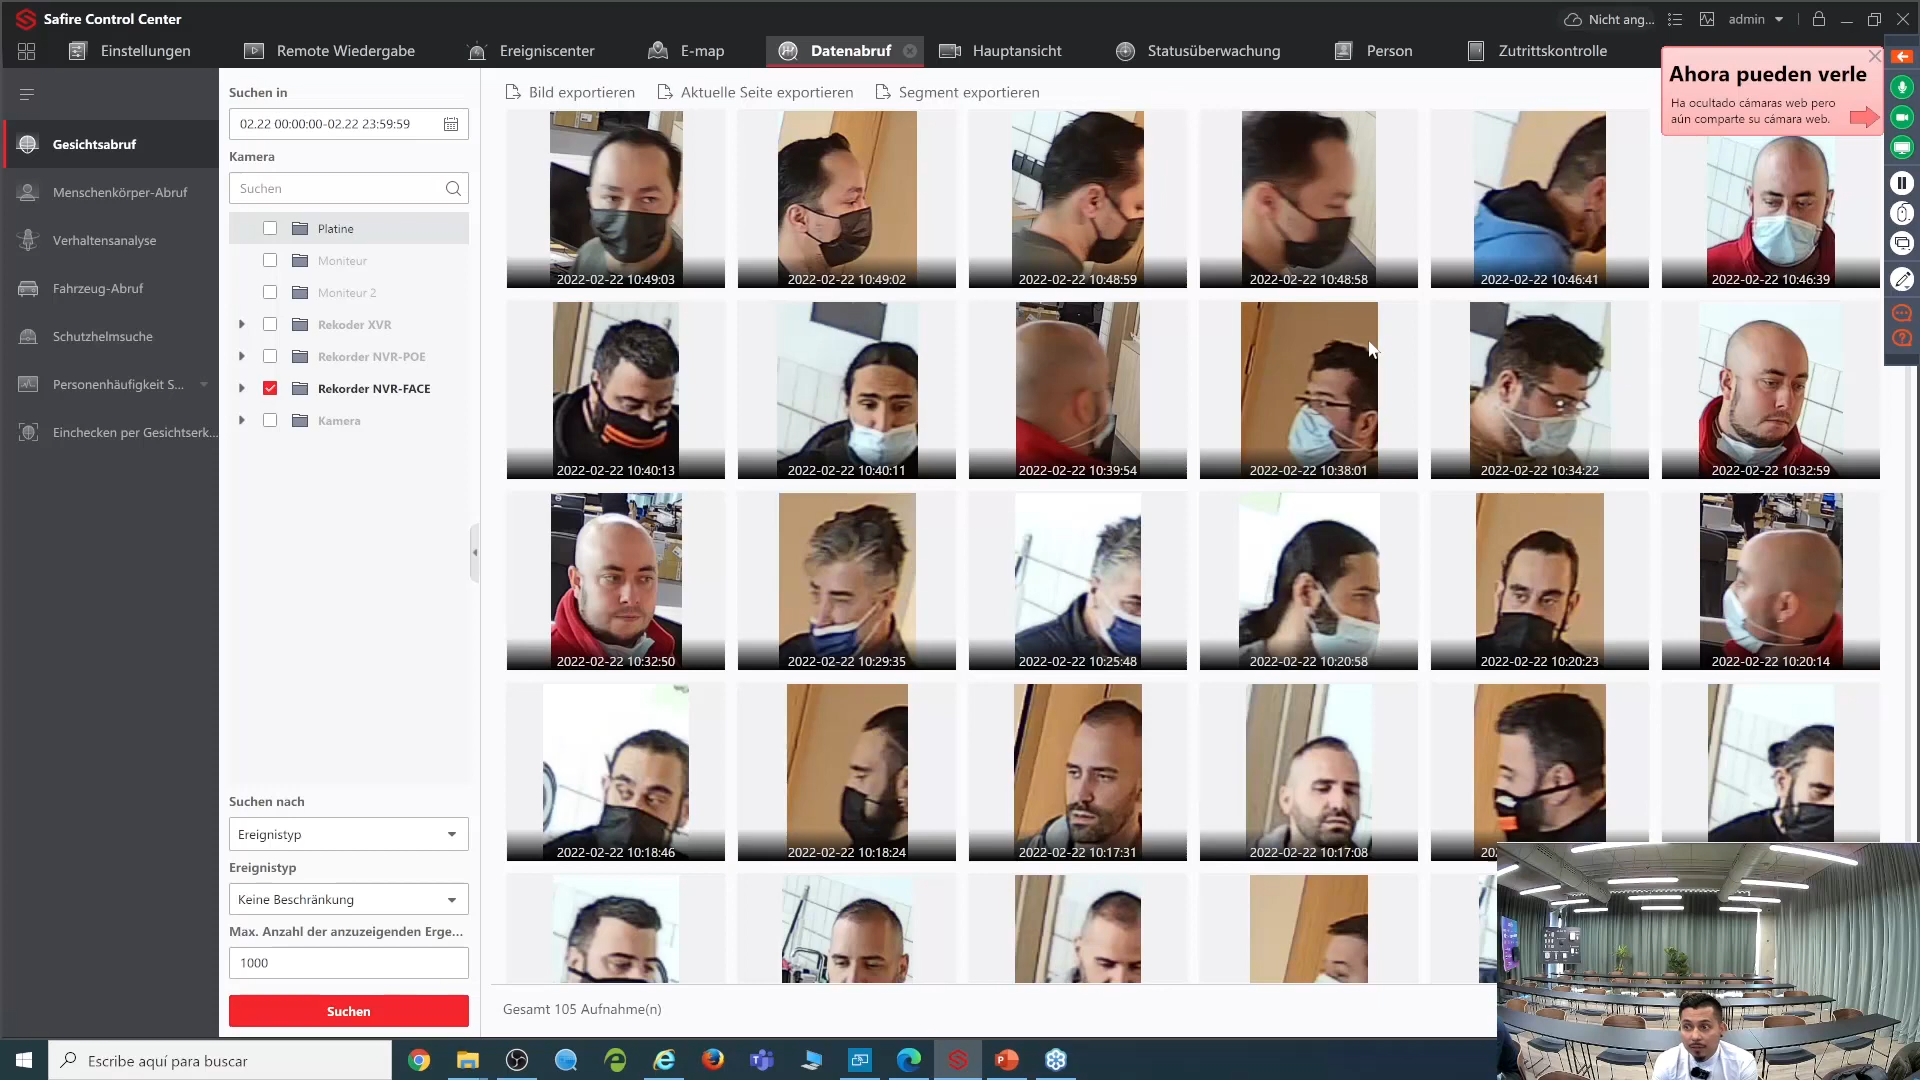 Safire Control Center
Nicht ang...
admin
Einstellungen
Remote Wiedergabe
Ereigniscenter
E-map
Datenabruf
Hauptansicht
Statusüberwachung
Person
Zutrittskontrolle
Ahora pueden verle
Ha ocultado cámaras web pero
aún comparte su cámara web.
Gesichtsabruf
Menschenkörper-Abruf
Verhaltensanalyse
Fahrzeug-Abruf
Schutzhelmsuche
Personenhäufigkeit S...
Einchecken per Gesichtserk...
Suchen in
02.22 00:00:00-02.22 23:59:59
Kamera
Suchen
Platine
Moniteur
Moniteur 2
Rekoder XVR
Rekorder NVR-POE
Rekorder NVR-FACE
Kamera
Suchen nach
Ereignistyp
Ereignistyp
Keine Beschränkung
Max. Anzahl der anzuzeigenden Erge...
1000
Suchen
Bild exportieren
Aktuelle Seite exportieren
Segment exportieren
2022-02-22 10:49:03
2022-02-22 10:49:02
2022-02-22 10:48:59
2022-02-22 10:48:58
2022-02-22 10:46:41
2022-02-22 10:46:39
2022-02-22 10:40:13
2022-02-22 10:40:11
2022-02-22 10:39:54
2022-02-22 10:38:01
2022-02-22 10:34:22
2022-02-22 10:32:59
2022-02-22 10:32:50
2022-02-22 10:29:35
2022-02-22 10:25:48
2022-02-22 10:20:58
2022-02-22 10:20:23
2022-02-22 10:20:14
2022-02-22 10:18:46
2022-02-22 10:18:24
2022-02-22 10:17:31
2022-02-22 10:17:08
Gesamt 105 Aufnahme(n)
Escribe aquí para buscar